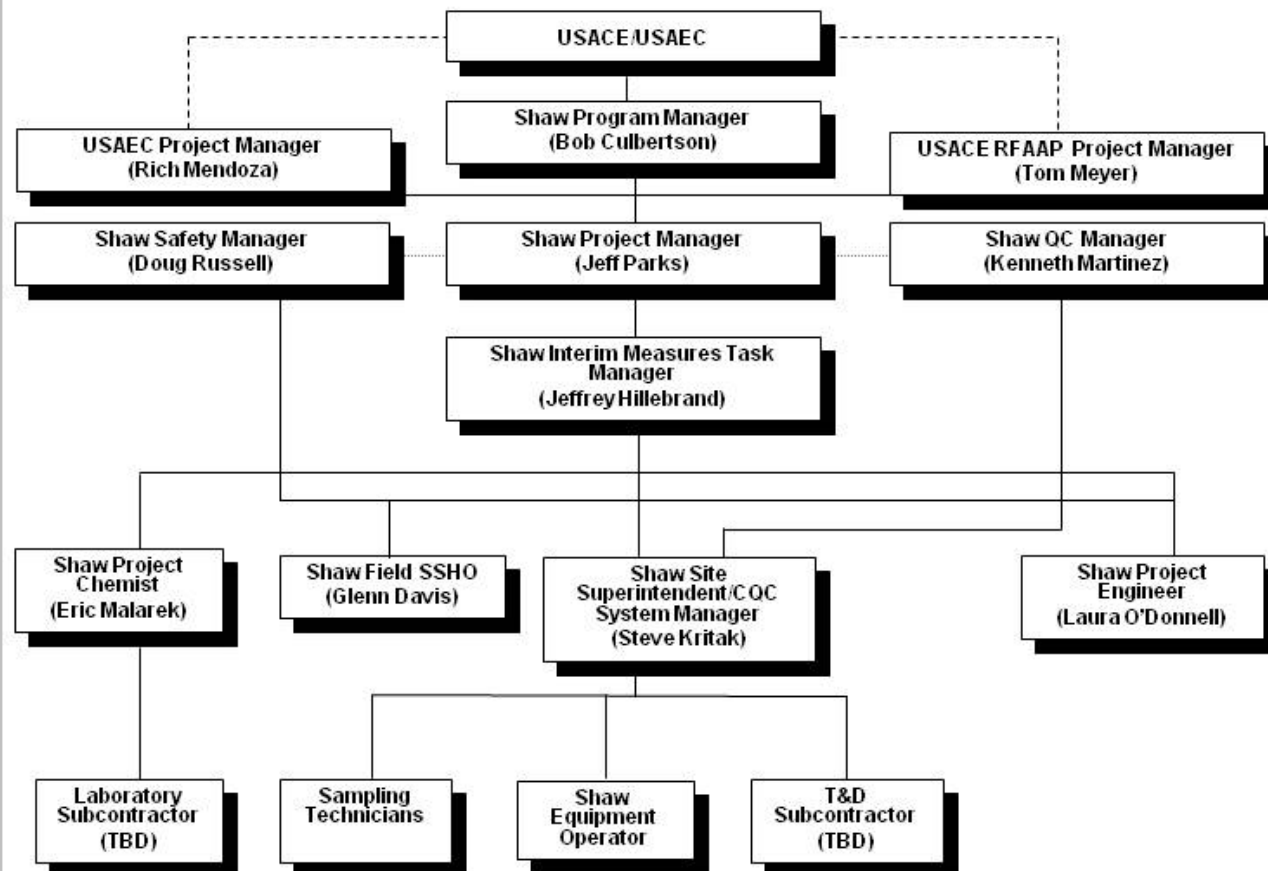 USACE/USAEC
Shaw Program Manager
(Bob Culbertson)
USAEC Project Manager
(Rich Mendoza)
USACE RFAAP Project Manager
(Tom Meyer)
Shaw Safety Manager
(Doug Russell)
Shaw Project Manager
(Jeff Parks)
Shaw QC Manager
(Kenneth Martinez)
Shaw Interim Measures Task
Manager
(Jeffrey Hillebrand)
Shaw Project
Chemist
(Eric Malarek)
Shaw Field SSHO
(Glenn Davis)
Shaw Site
Superintendent/CQC
System Manager
(Steve Kritak)
Shaw Project
Engineer
(Laura O'Donnell)
Laboratory
Subcontractor
(TBD)
Sampling
Technicians
Shaw
Equipment
Operator
T&D
Subcontractor
(TBD)